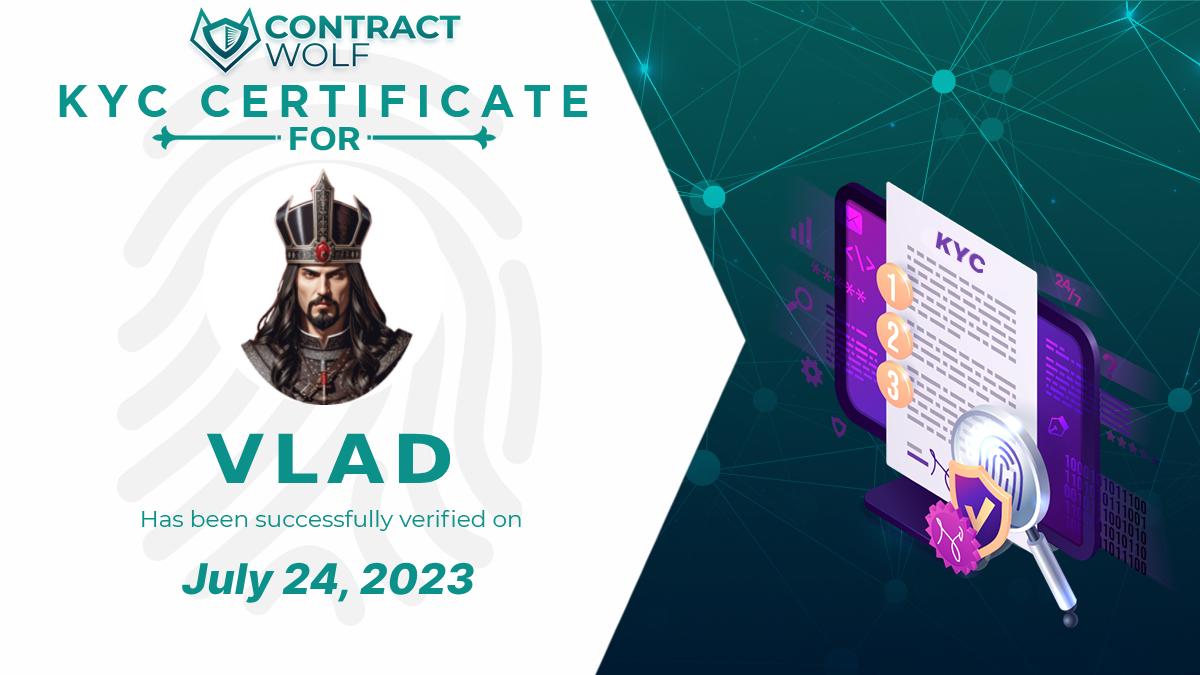 CONTRACT
WOLF
KYC CERTIFICATE
FOR
VLAD
Has been successfully verified on
July 24, 2023
KYC
1
2
3
24/7